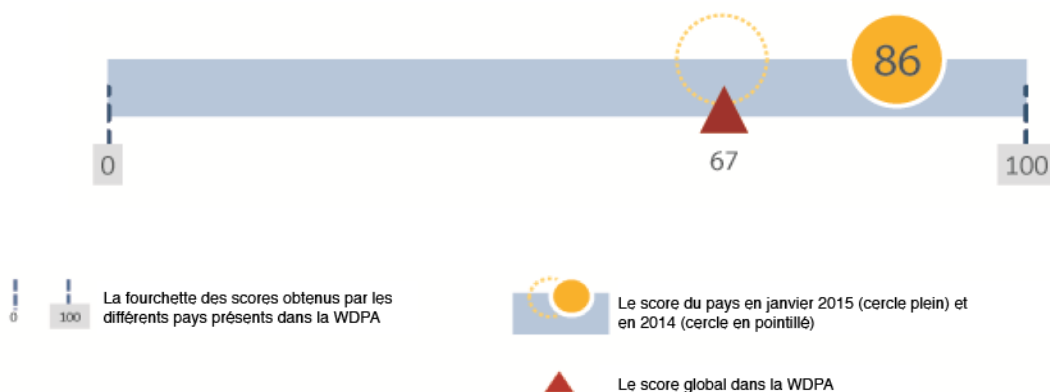 86
67
0
100
La fourchette des scores obtenus par les
différents pays présents dans la WDPA
0
100
Le score du pays en janvier 2015 (cercle plein) et
en 2014 (cercle en pointillé)
Le score global dans la WDPA